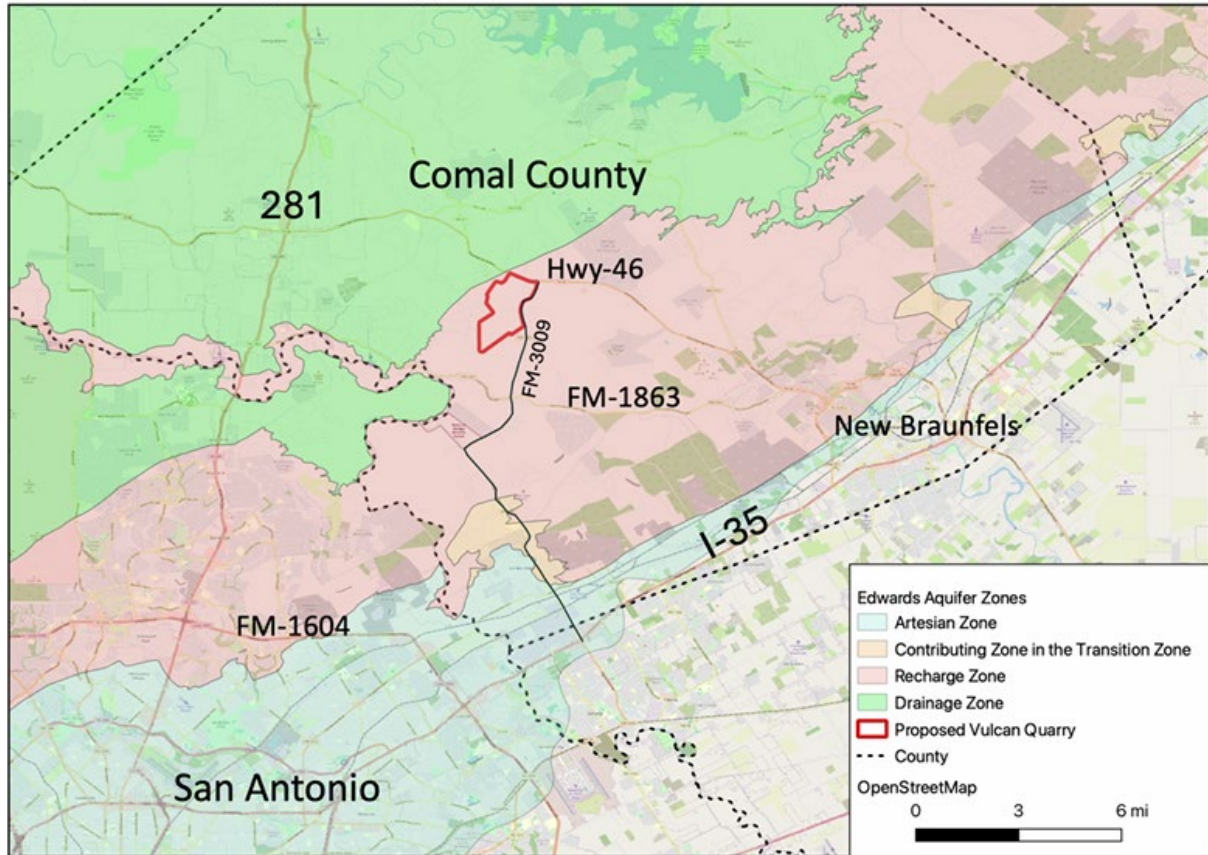 Comal County
281
Hwy-46
FM-3009
FM-1863
New Braunfels
I-35
FM-1604
San Antonio
Edwards Aquifer Zones
Artesian Zone
Contributing Zone in the Transition Zone
Recharge Zone
Drainage Zone
Proposed Vulcan Quarry
County
OpenStreetMap
0 3 6 mi